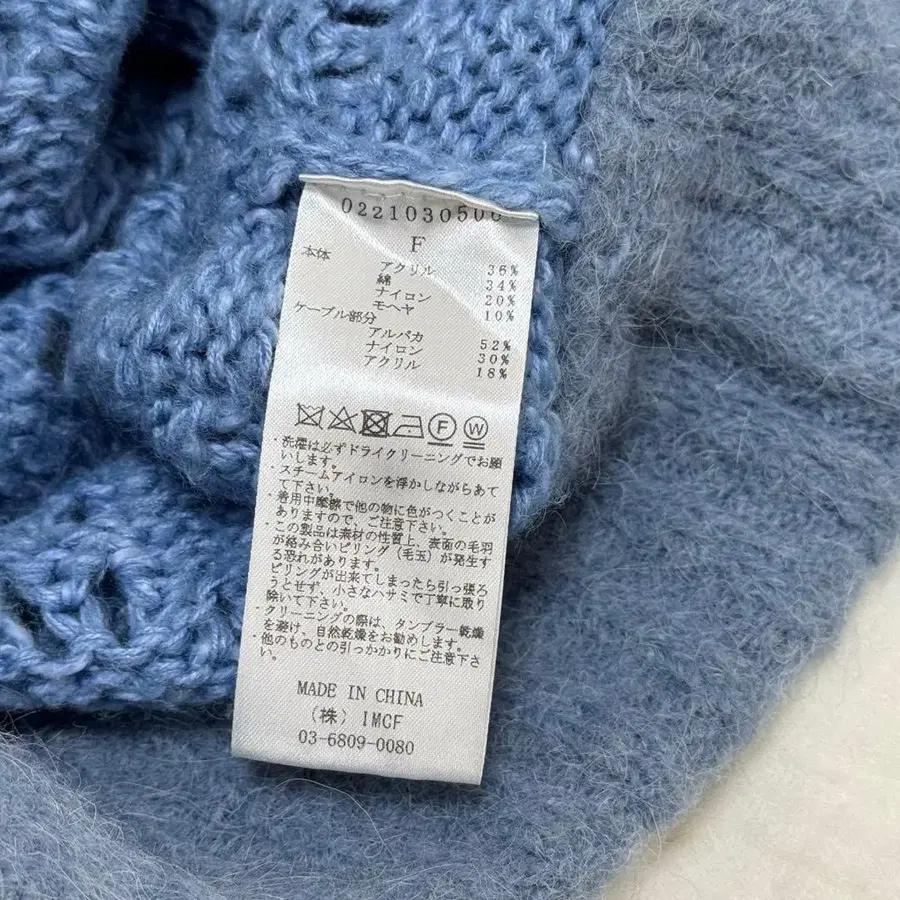 0221030506
F
本体
アクリル 36%
綿 34%
ナイロン 20%
モヘヤ 10%
ケーブル部分
アルパカ 52%
ナイロン 30%
アクリル 18%
F W
・洗濯は必ずドライクリーニングでお願
いします。
・スチームアイロンを浮かしながらあて
て下さい。
・着用中摩擦で他の物に色がつくことが
ありますので、ご注意下さい。
・この製品は素材の性質上、表面の毛羽
が絡み合いピリング(毛玉)が発生す
る恐れがあります。
ピリングが出来てしまったら引っ張ろ
うとせず、小さなハサミで丁寧に取り
除いて下さい。
・クリーニングの際は、タンブラー乾燥
を避け、自然乾燥をお勧めします。
・他のものとの引っかかりにご注意下さ
い。
MADE IN CHINA
(株) IMCF
03-6809-0080